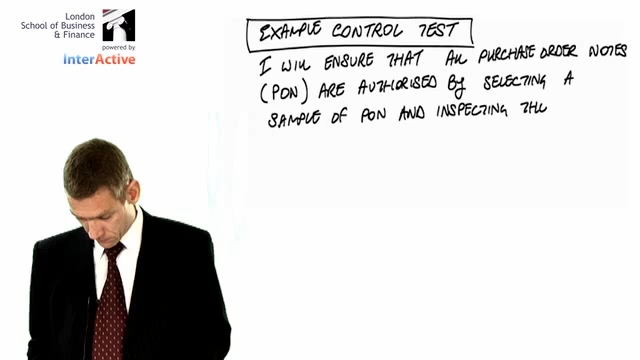 London
School of Business
& Finance
powered by
InterActive
EXAMPLE CONTROL TEST
I WILL ENSURE THAT ALL PURCHASE ORDER NOTES
(PON) ARE AUTHORISED BY SELECTING A
SAMPLE OF PON AND INSPECTING THE